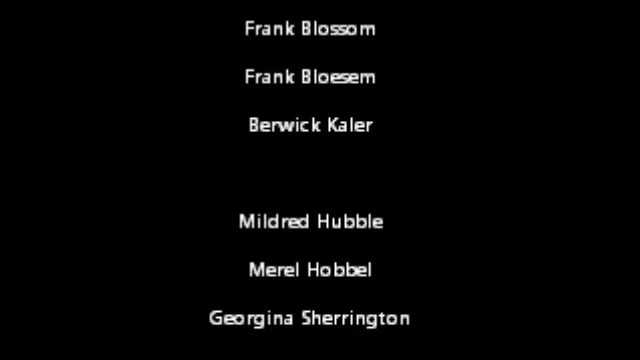 Frank Blossom
Frank Bloesem
Berwick Kaler
Mildred Hubble
Merel Hobbel
Georgina Sherrington